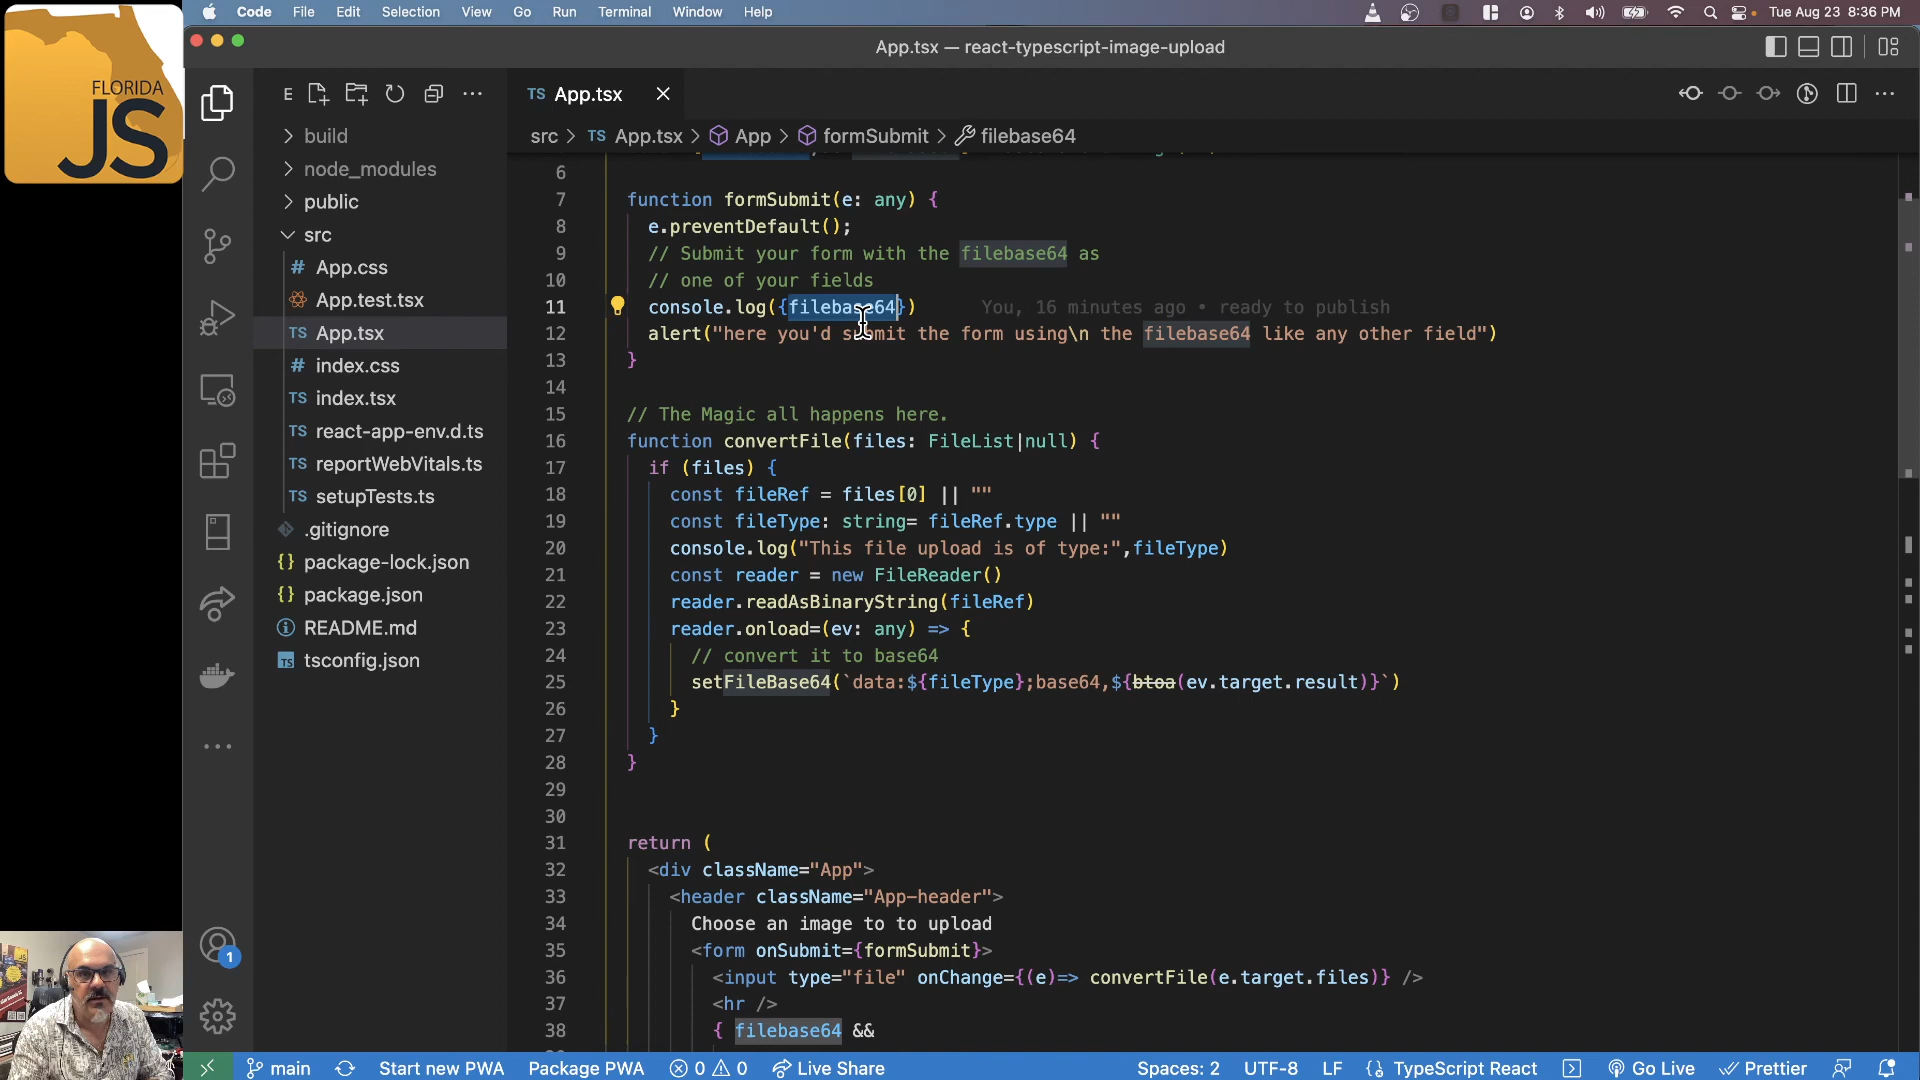 Code File Edit Selection View Go Run Terminal Window Help Tue Aug 23 8:36 PM
FLORIDA
JS
App.tsx — react-typescript-image-upload
E
TS App.tsx
src > TS App.tsx > App > formSubmit > filebase64
build
node_modules
public
src
# App.css
App.test.tsx
TS App.tsx
# index.css
TS index.tsx
TS react-app-env.d.ts
TS reportWebVitals.ts
TS setupTests.ts
.gitignore
{} package-lock.json
{} package.json
README.md
TS tsconfig.json
6
7 function formSubmit(e: any) {
8 e.preventDefault();
9 // Submit your form with the filebase64 as
10 // one of your fields
11 console.log({filebase64}) You, 16 minutes ago • ready to publish
12 alert("here you'd submit the form using\n the filebase64 like any other field")
13 }
14
15 // The Magic all happens here.
16 function convertFile(files: FileList|null) {
17 if (files) {
18 const fileRef = files[0] || ""
19 const fileType: string= fileRef.type || ""
20 console.log("This file upload is of type:",fileType)
21 const reader = new FileReader()
22 reader.readAsBinaryString(fileRef)
23 reader.onload=(ev: any) => {
24 // convert it to base64
25 setFileBase64(`data:${fileType};base64,${btoa(ev.target.result)}`)
26 }
27 }
28 }
29
30
31 return (
32 <div className="App">
33 <header className="App-header">
34 Choose an image to to upload
35 <form onSubmit={formSubmit}>
36 <input type="file" onChange={(e)=> convertFile(e.target.files)} />
37 <hr />
38 { filebase64 &&
1
main Start new PWA Package PWA 0 0 Live Share Spaces: 2 UTF-8 LF {} TypeScript React Go Live Prettier